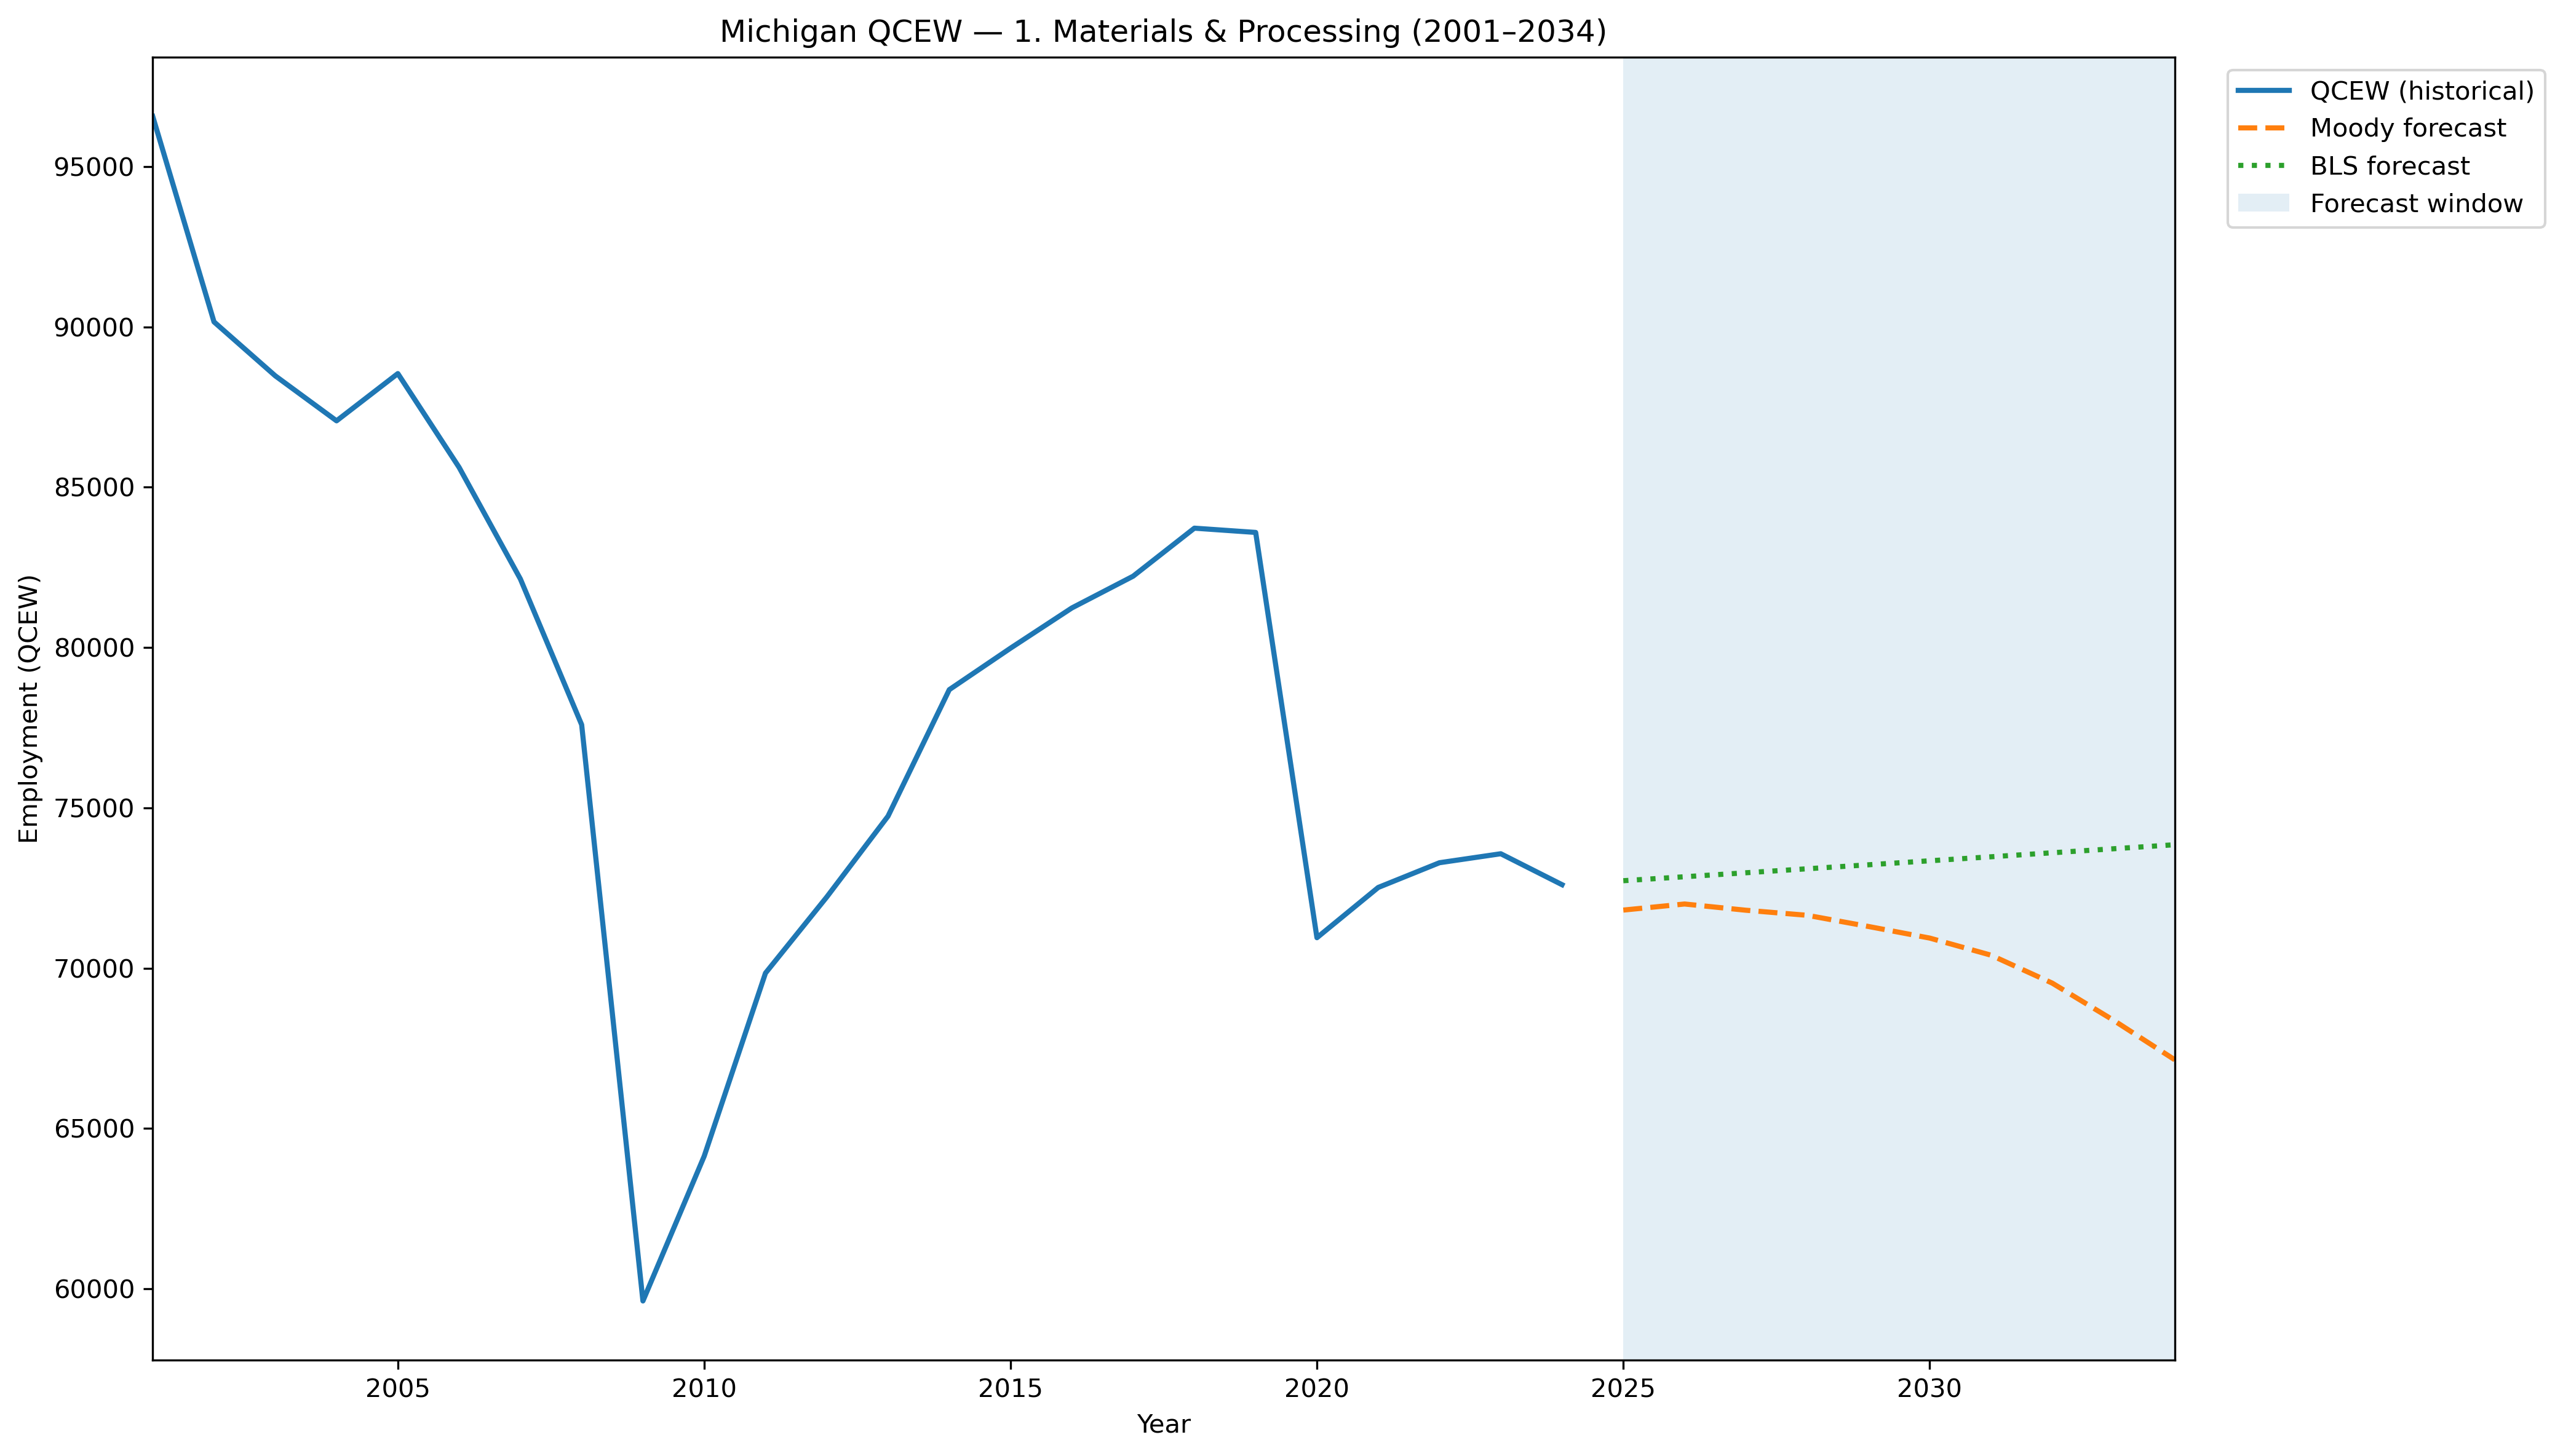 Michigan QCEW — 1. Materials & Processing (2001–2034)
QCEW (historical)
Moody forecast
BLS forecast
Forecast window
Employment (QCEW)
95000
90000
85000
80000
75000
70000
65000
60000
2005
2010
2015
2020
2025
2030
Year